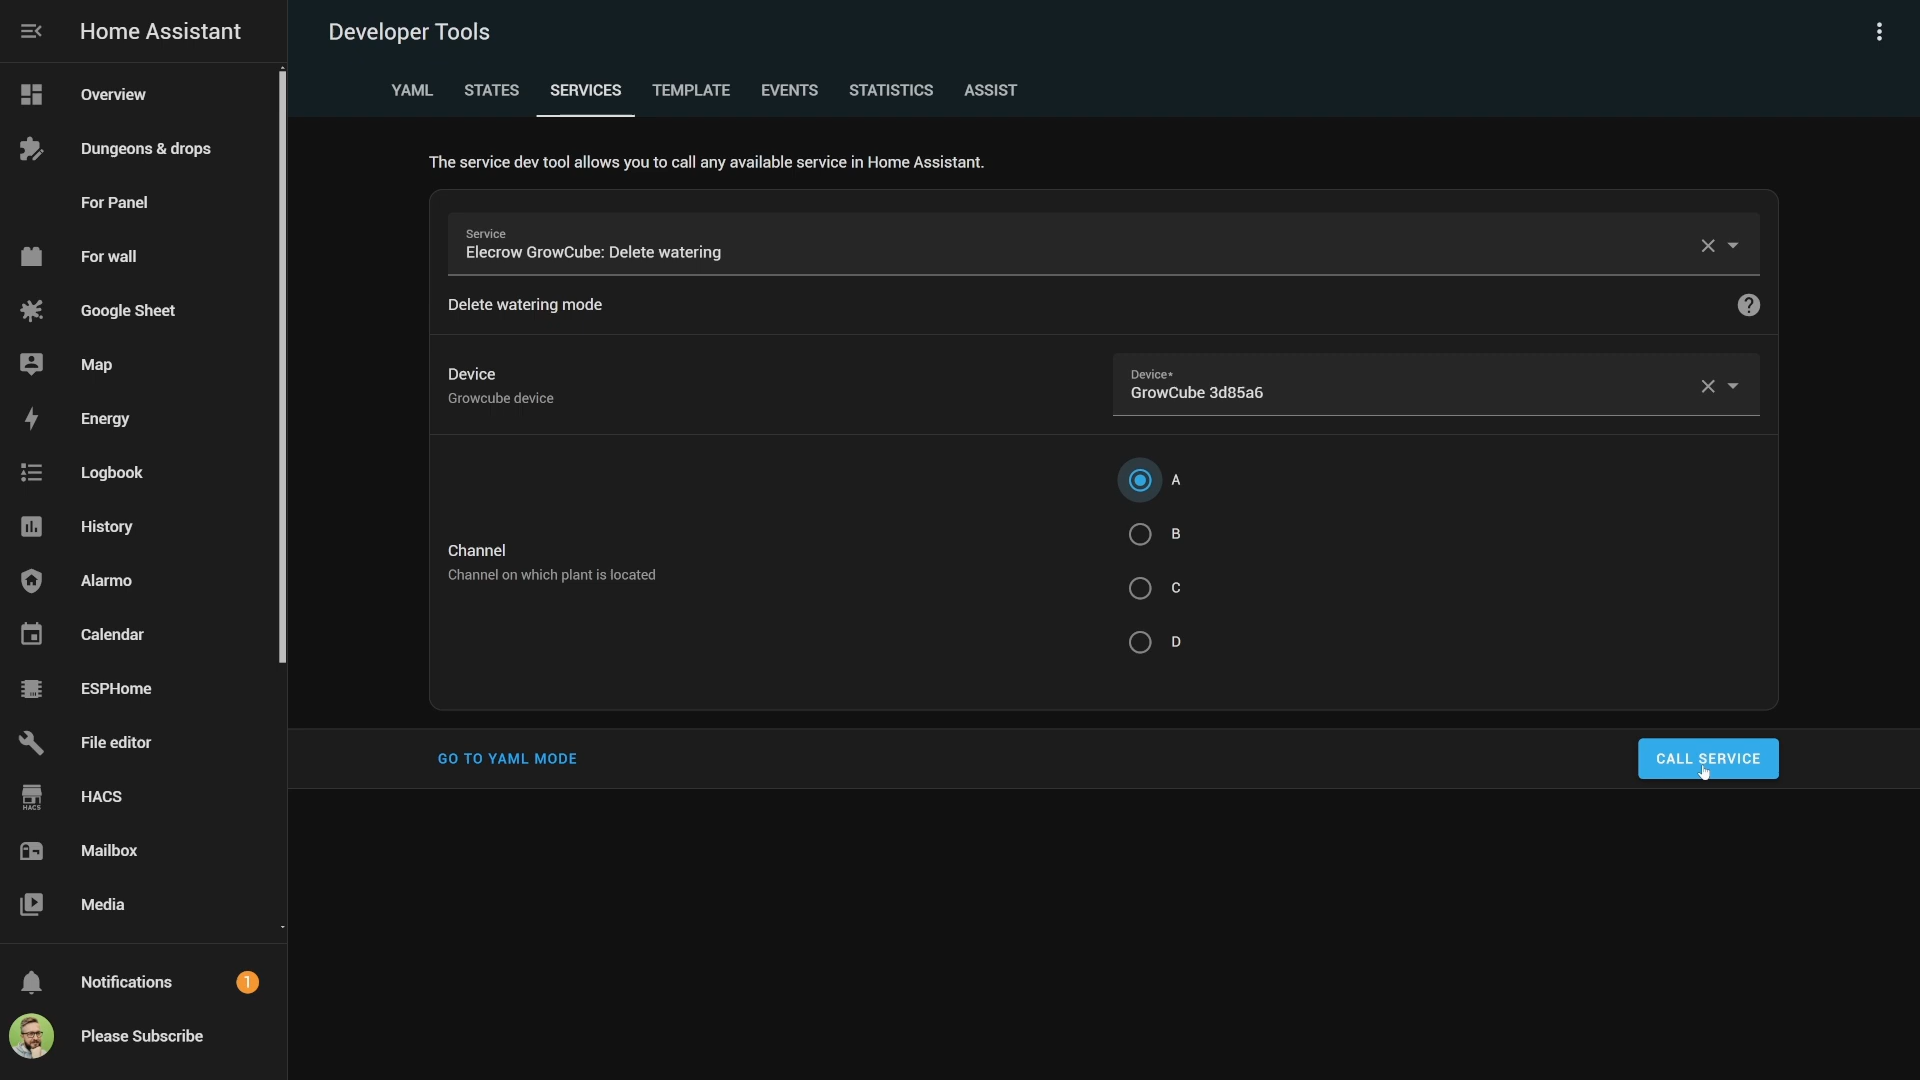 Home Assistant
Developer Tools
YAML
STATES
SERVICES
TEMPLATE
EVENTS
STATISTICS
ASSIST
Overview
Dungeons & drops
For Panel
For wall
Google Sheet
Map
Energy
Logbook
History
Alarmo
Calendar
ESPHome
File editor
HACS
HACS
Mailbox
Media
Notifications
1
Please Subscribe
The service dev tool allows you to call any available service in Home Assistant.
Service
Elecrow GrowCube: Delete watering
Delete watering mode
?
Device
Growcube device
Device*
GrowCube 3d85a6
Channel
Channel on which plant is located
A
B
C
D
GO TO YAML MODE
CALL SERVICE